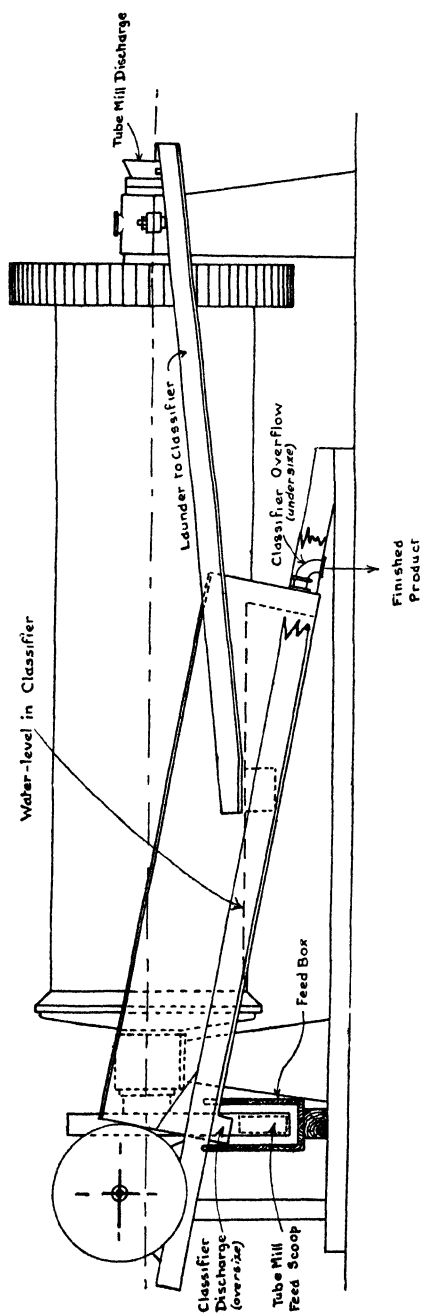 Tube Mill Discharge
Launder to Classifier
Water-level in Classifier
Classifier Overflow
(undersize)
Finished
Product
Feed Box
Classifier
Discharge
(oversize)
Tube Mill
Feed Scoop